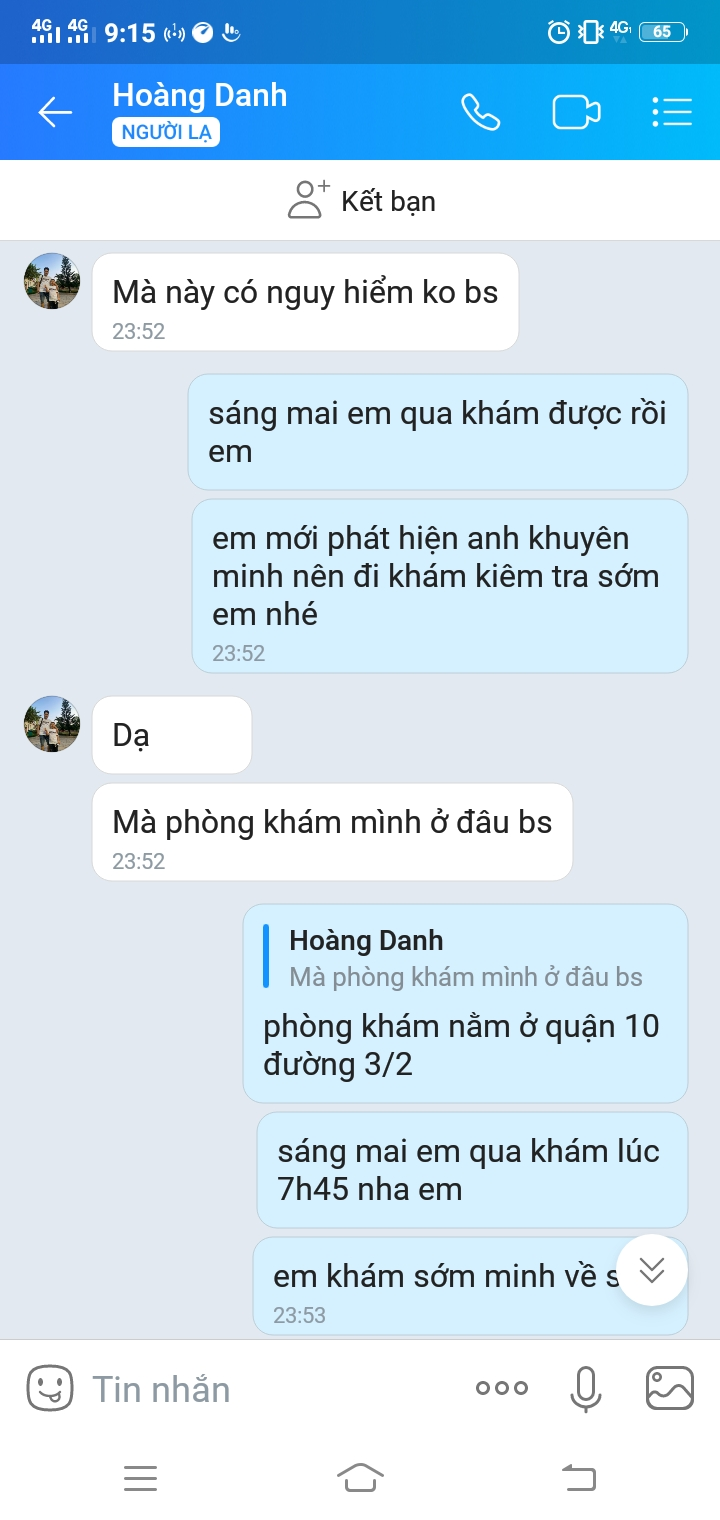 4G 4G 9:15 4G 65
Hoàng Danh
NGƯỜI LẠ
Kết bạn
Mà này có nguy hiểm ko bs
23:52
sáng mai em qua khám được rồi
em
em mới phát hiện anh khuyên
minh nên đi khám kiêm tra sớm
em nhé
23:52
Dạ
Mà phòng khám mình ở đâu bs
23:52
Hoàng Danh
Mà phòng khám mình ở đâu bs
phòng khám nằm ở quận 10
đường 3/2
sáng mai em qua khám lúc
7h45 nha em
em khám sớm minh về
23:53
Tin nhắn